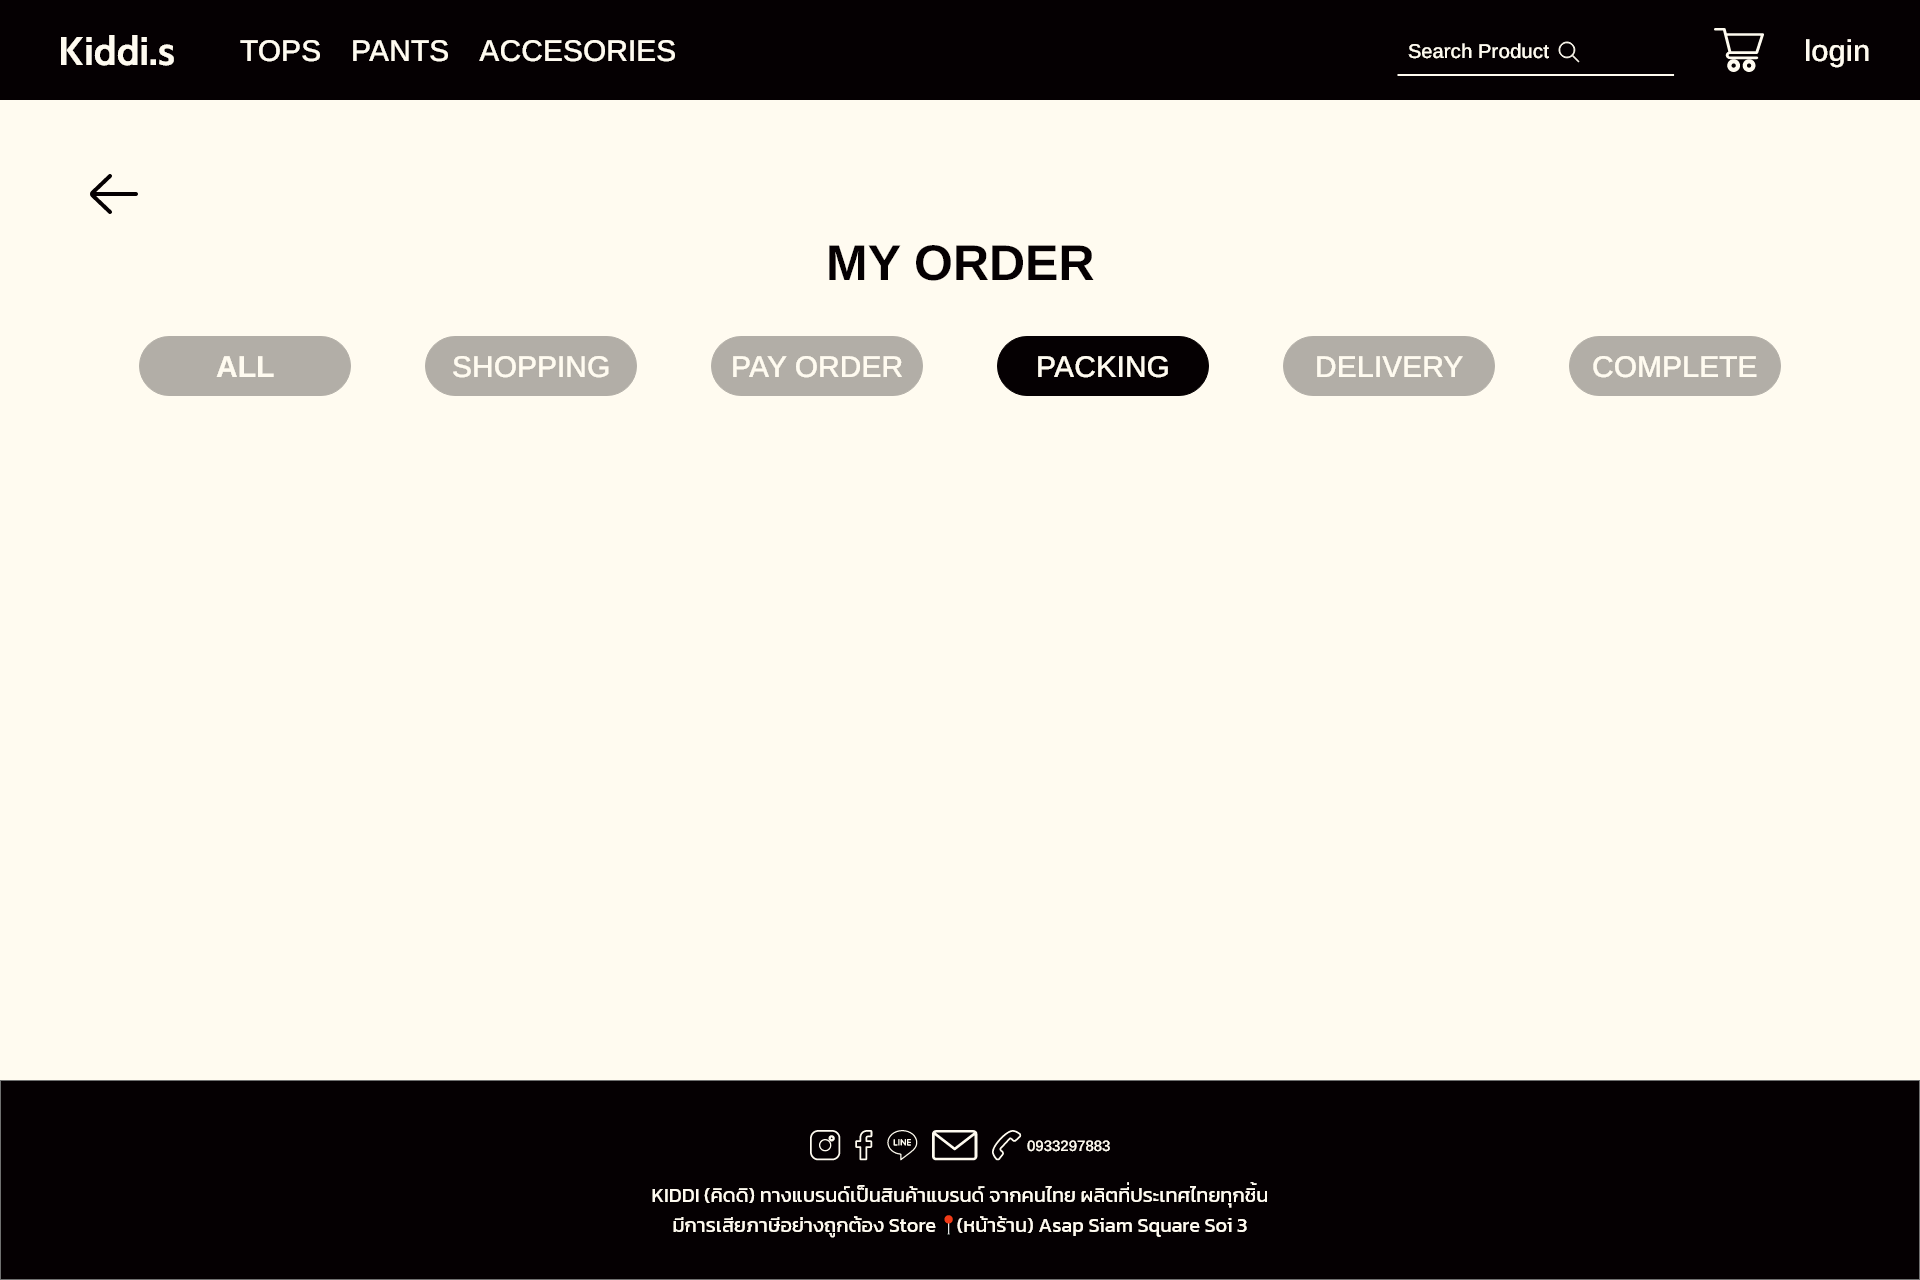 Kiddi.s TOPS PANTS ACCESORIES Search Product login
MY ORDER
ALL SHOPPING PAY ORDER PACKING DELIVERY COMPLETE
LINE 0933297883
KIDDI (คิดดิ) ทางแบรนด์เป็นสินค้าแบรนด์ จากคนไทย ผลิตที่ประเทศไทยทุกชิ้น
มีการเสียภาษีอย่างถูกต้อง Store 📍(หน้าร้าน) Asap Siam Square Soi 3